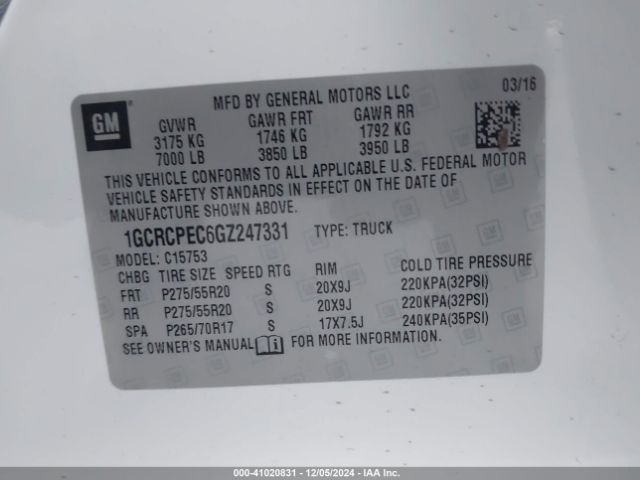 GM
MFD BY GENERAL MOTORS LLC
03/16
GVWR GAWR FRT GAWR RR
3175 KG 1746 KG 1792 KG
7000 LB 3850 LB 3950 LB
THIS VEHICLE CONFORMS TO ALL APPLICABLE U.S. FEDERAL MOTOR
VEHICLE SAFETY STANDARDS IN EFFECT ON THE DATE OF
MANUFACTURE SHOWN ABOVE.
1GCRCPEC6GZ247331 TYPE: TRUCK
MODEL: C15753
CHBG TIRE SIZE SPEED RTG RIM COLD TIRE PRESSURE
FRT P275/55R20 S 20X9J 220KPA(32PSI)
RR P275/55R20 S 20X9J 220KPA(32PSI)
SPA P265/70R17 S 17X7.5J 240KPA(35PSI)
SEE OWNER'S MANUAL FOR MORE INFORMATION.
(000-41020831 - 12/05/2024 - IAA Inc.)